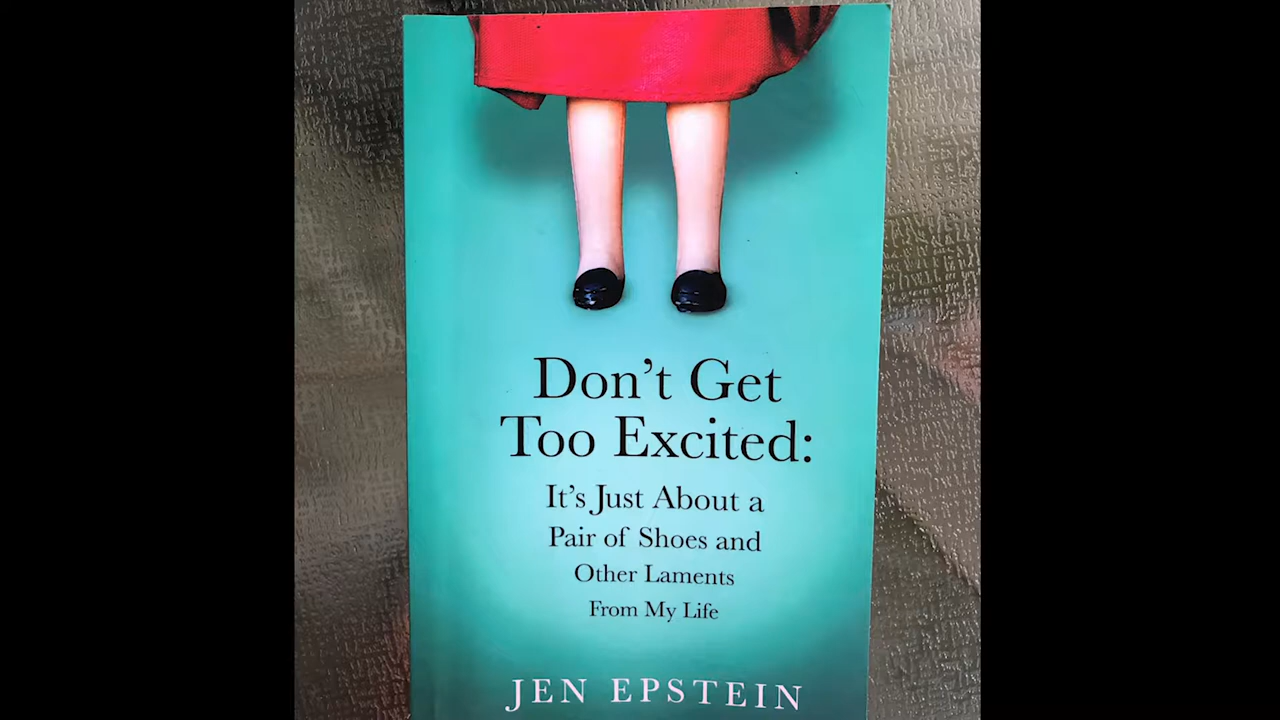 Don't Get
Too Excited:
It's Just About a
Pair of Shoes and
Other Laments
From My Life
JEN EPSTEIN